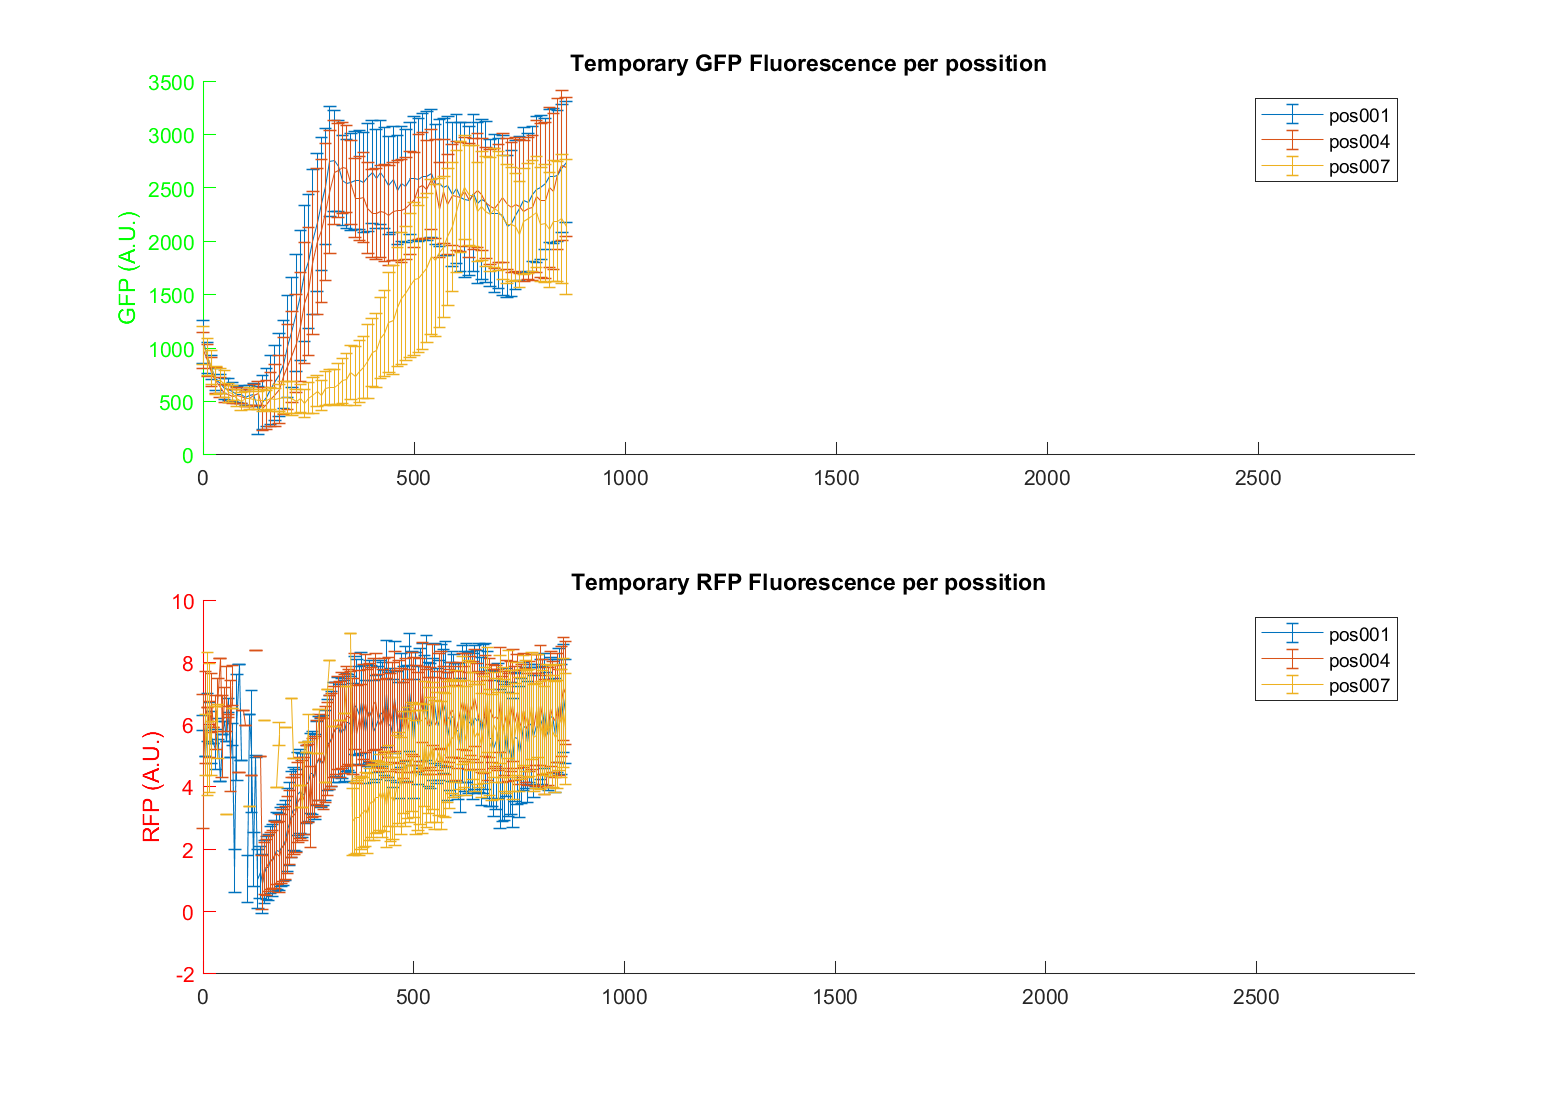 Temporary GFP Fluorescence per possition
3500
3000
2500
2000
1500
1000
500
0
GFP (A.U.)
0 500 1000 1500 2000 2500
pos001
pos004
pos007
Temporary RFP Fluorescence per possition
10
8
6
4
2
0
-2
RFP (A.U.)
0 500 1000 1500 2000 2500
pos001
pos004
pos007